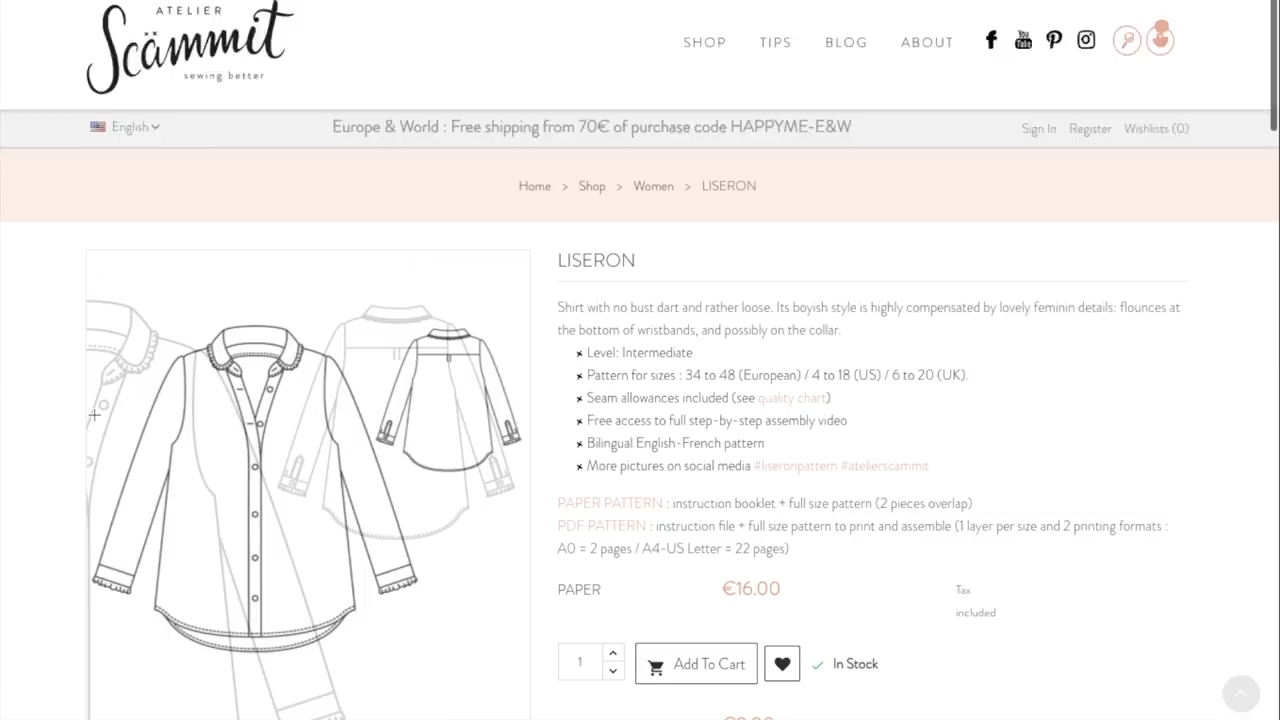 ATELIER
Scämmit
sewing better
SHOP TIPS BLOG ABOUT
You Tube
English
Europe & World : Free shipping from 70€ of purchase code HAPPYME-E&W
Sign In Register Wishlists (0)
Home > Shop > Women > LISERON
LISERON
Shirt with no bust dart and rather loose. Its boyish style is highly compensated by lovely feminin details: flounces at
the bottom of wristbands, and possibly on the collar.
Level: Intermediate
Pattern for sizes : 34 to 48 (European) / 4 to 18 (US) / 6 to 20 (UK).
Seam allowances included (see quality chart)
Free access to full step-by-step assembly video
Bilingual English-French pattern
More pictures on social media #liseronpattern #atelierscammit
PAPER PATTERN : instruction booklet + full size pattern (2 pieces overlap)
PDF PATTERN : instruction file + full size pattern to print and assemble (1 layer per size and 2 printing formats :
A0 = 2 pages / A4-US Letter = 22 pages)
PAPER €16.00 Tax
included
1 Add To Cart In Stock